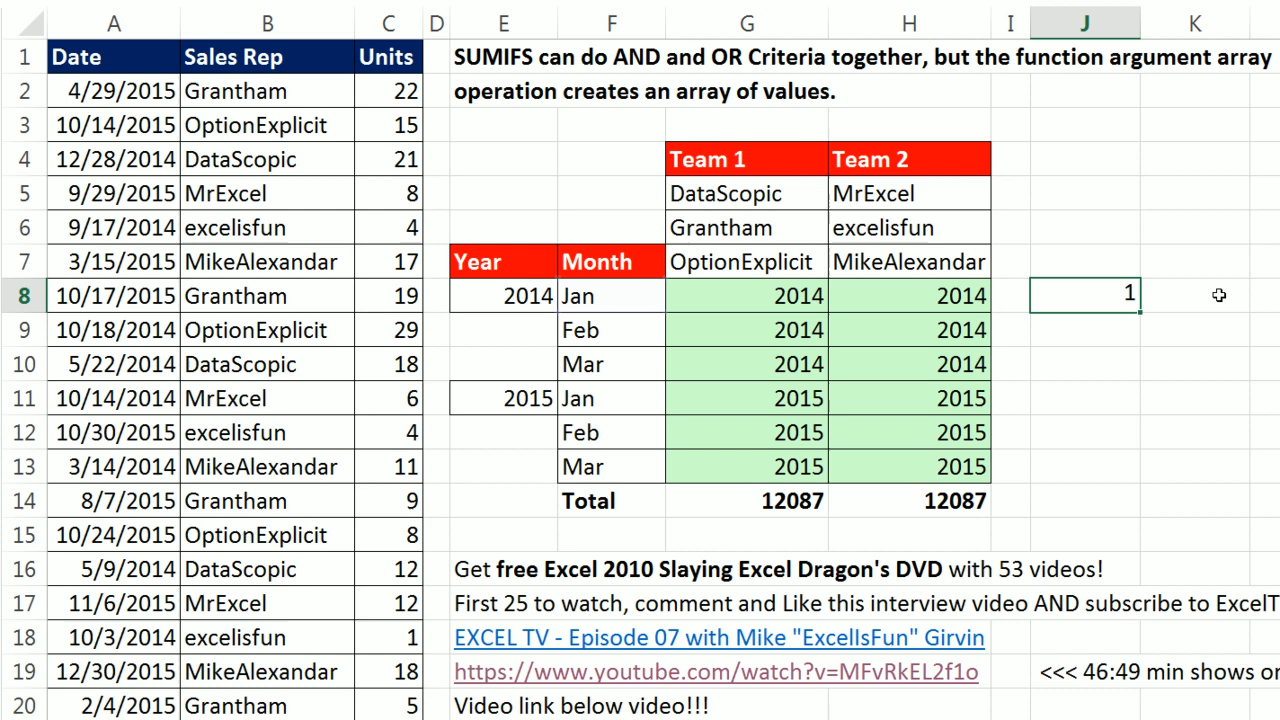 A B C D E F G H I J K
1 Date Sales Rep Units SUMIFS can do AND and OR Criteria together, but the function argument array
2 4/29/2015 Grantham 22 operation creates an array of values.
3 10/14/2015 OptionExplicit 15
4 12/28/2014 DataScopic 21 Team 1 Team 2
5 9/29/2015 MrExcel 8 DataScopic MrExcel
6 9/17/2014 excelisfun 4 Grantham excelisfun
7 3/15/2015 MikeAlexandar 17 Year Month OptionExplicit MikeAlexandar
8 10/17/2015 Grantham 19 2014 Jan 2014 2014 1
9 10/18/2014 OptionExplicit 29 Feb 2014 2014
10 5/22/2014 DataScopic 18 Mar 2014 2014
11 10/14/2014 MrExcel 6 2015 Jan 2015 2015
12 10/30/2015 excelisfun 4 Feb 2015 2015
13 3/14/2014 MikeAlexandar 11 Mar 2015 2015
14 8/7/2015 Grantham 9 Total 12087 12087
15 10/24/2015 OptionExplicit 8
16 5/9/2014 DataScopic 12 Get free Excel 2010 Slaying Excel Dragon's DVD with 53 videos!
17 11/6/2015 MrExcel 12 First 25 to watch, comment and Like this interview video AND subscribe to ExcelT
18 10/3/2014 excelisfun 1 EXCEL TV - Episode 07 with Mike "ExcelIsFun" Girvin
19 12/30/2015 MikeAlexandar 18 https://www.youtube.com/watch?v=MFvRkEL2f1o <<< 46:49 min shows or
20 2/4/2015 Grantham 5 Video link below video!!!